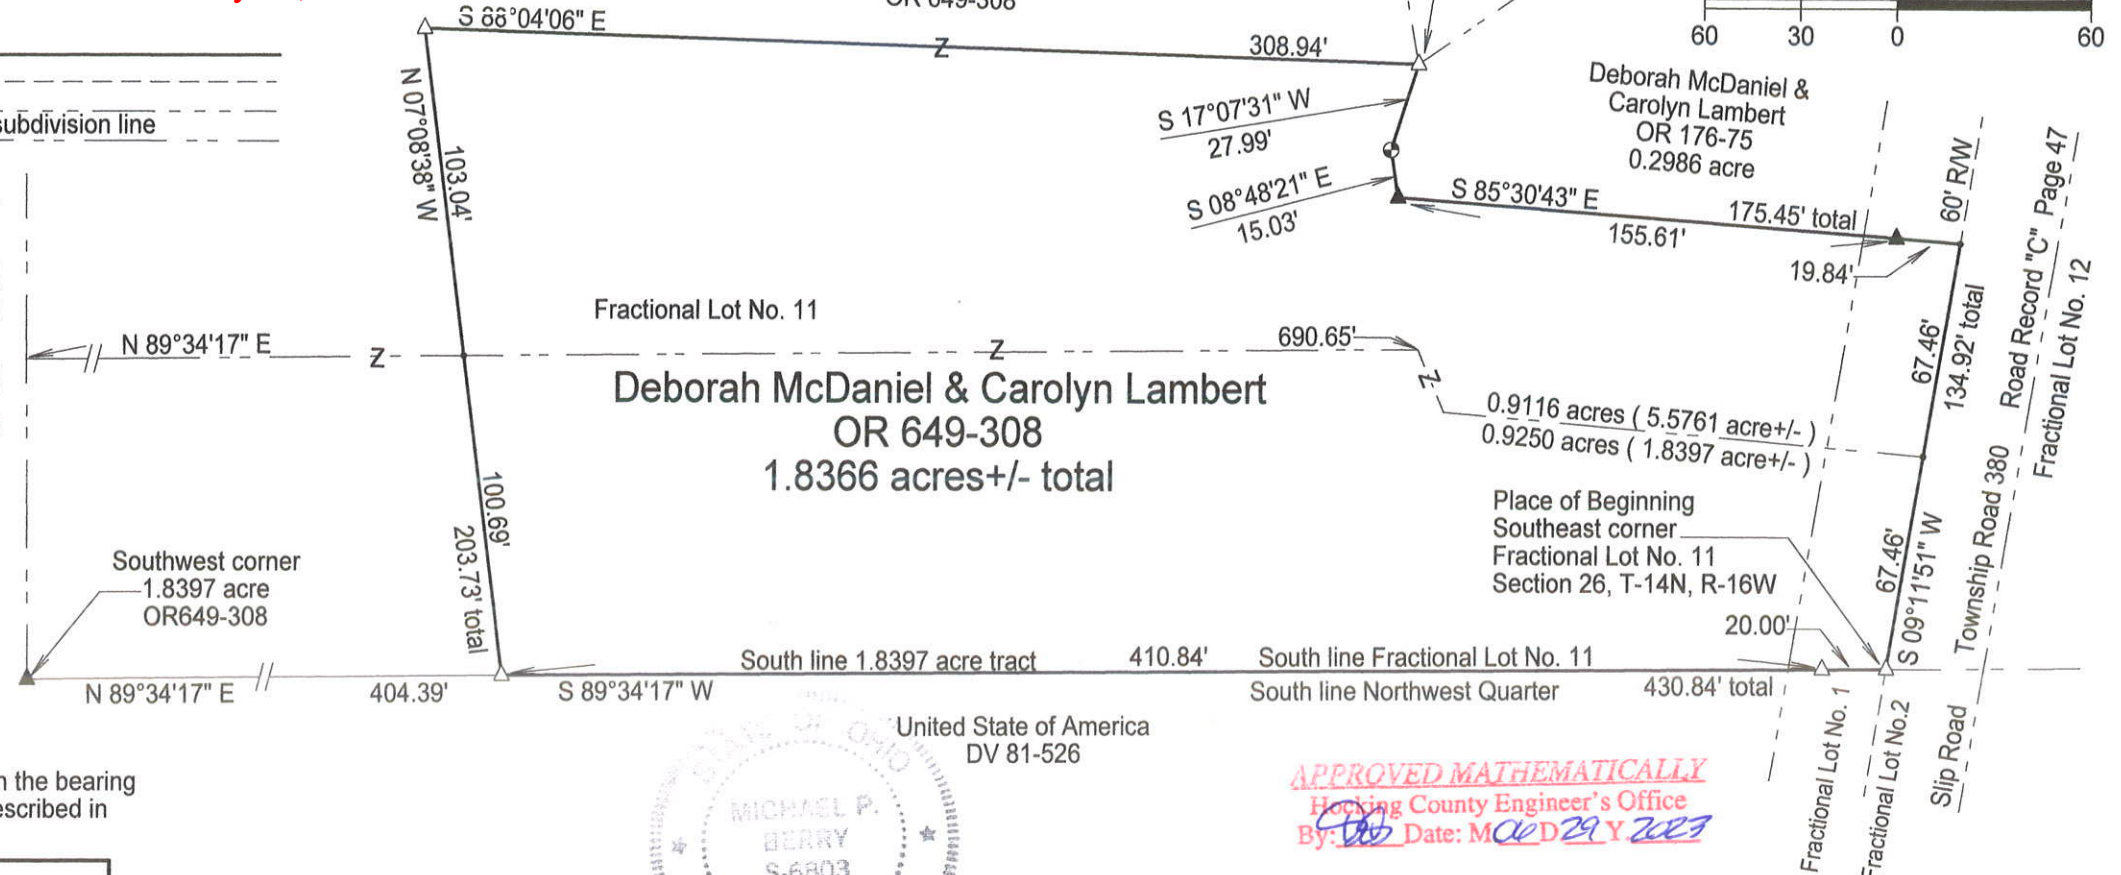 S 88°04'06" E
308.94'
60 30 0 60
Deborah McDaniel &
Carolyn Lambert
OR 176-75
0.2986 acre
subdivision line
N 07°08'38" W
103.04'
S 17°07'31" W
27.99'
S 08°48'21" E
15.03'
S 85°30'43" E
175.45' total
155.61'
19.84'
60' R/W
Road Record "C" Page 47
Fractional Lot No. 12
67.46'
134.92' total
Fractional Lot No. 11
N 89°34'17" E
Z
Z
Z
Z
690.65'
Deborah McDaniel & Carolyn Lambert
OR 649-308
1.8366 acres+/- total
0.9116 acres ( 5.5761 acre+/- )
0.9250 acres ( 1.8397 acre+/- )
Place of Beginning
Southeast corner
Fractional Lot No. 11
Section 26, T-14N, R-16W
67.46'
S 09°11'51" W
Township Road 380
Slip Road
20.00'
100.69'
203.73' total
Southwest corner
1.8397 acre
OR649-308
N 89°34'17" E
404.39'
South line 1.8397 acre tract
410.84'
South line Fractional Lot No. 11
S 89°34'17" W
South line Northwest Quarter
430.84' total
United State of America
DV 81-526
Fractional Lot No. 1
Fractional Lot No.2
n the bearing
escribed in
STATE OF OHIO
MICHAEL P.
BERRY
S-6803
APPROVED MATHEMATICALLY
Hocking County Engineer's Office
By: Date: M 06 D 29 Y. 2023